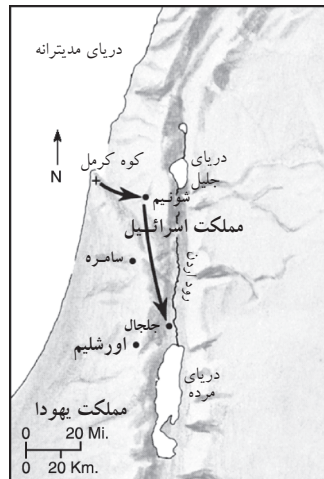 دریای مدیترانه
N
کوه کرمل
دریای
جلیل
شونیم
مملکت اسرائیل
سامره
رود اردن
جلجال
اورشلیم
دریای
مرده
مملکت یهودا
0 20 Mi.
0 20 Km.